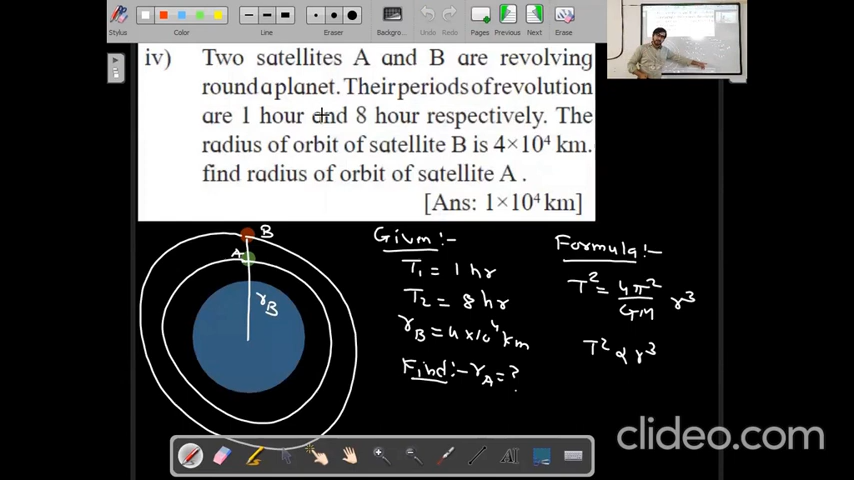 Stylus
Color
Line
Eraser
Backgro...
Undo
Redo
Pages
Previous
Next
Erase
iv) Two satellites A and B are revolving
round a planet. Their periods of revolution
are 1 hour and 8 hour respectively. The
radius of orbit of satellite B is 4×10⁴ km.
find radius of orbit of satellite A .
[Ans: 1×10⁴ km]
B
A
r_B
Given:-
T₁ = 1 hr
T₂ = 8 hr
r_B = 4×10⁴ km
Find:- r_A = ?
Formula:-
T² = 4π²/GM r³
T² ∝ r³
clideo.com